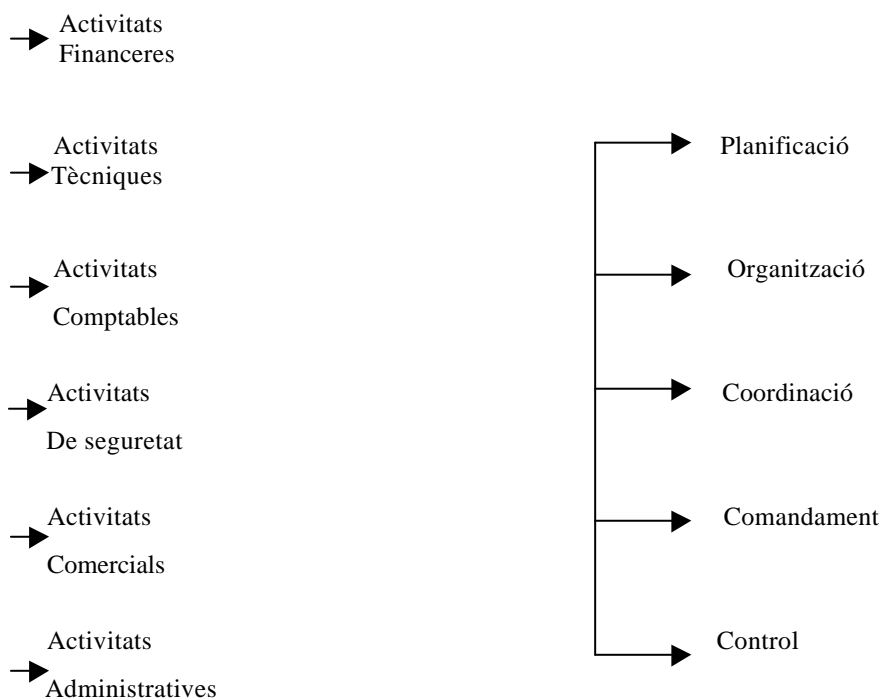 Activitats
Financeres
Activitats
Tècniques
Activitats
Comptables
Activitats
De seguretat
Activitats
Comercials
Activitats
Administratives
Planificació
Organització
Coordinació
Comandament
Control